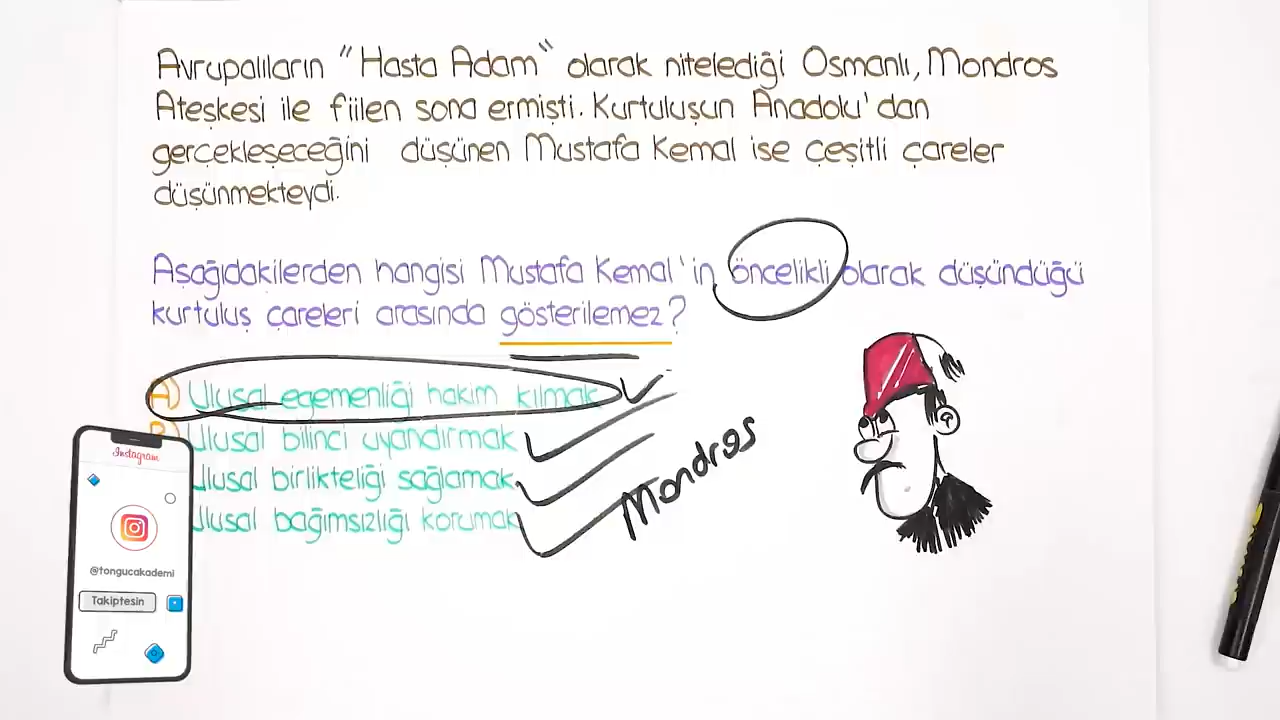 Avrupalıların "Hasta Adam" olarak nitelediği Osmanlı, Mondros
Ateşkesi ile fiilen sona ermişti. Kurtuluşun Anadolu'dan
gerçekleşeceğini düşünen Mustafa Kemal ise çeşitli çareler
düşünmekteydi.
Aşağıdakilerden hangisi Mustafa Kemal'in öncelikli olarak düşündüğü
kurtuluş çareleri arasında gösterilemez?
A) Ulusal egemenliği hakim kılmak
B) Ulusal bilinci uyandırmak
Ulusal birlikteliği sağlamak
Ulusal bağımsızlığı korumak
Mondros
Instagram
@tongucakademi
Takiptesin